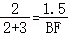 2/(2+3) = 1.5/BF